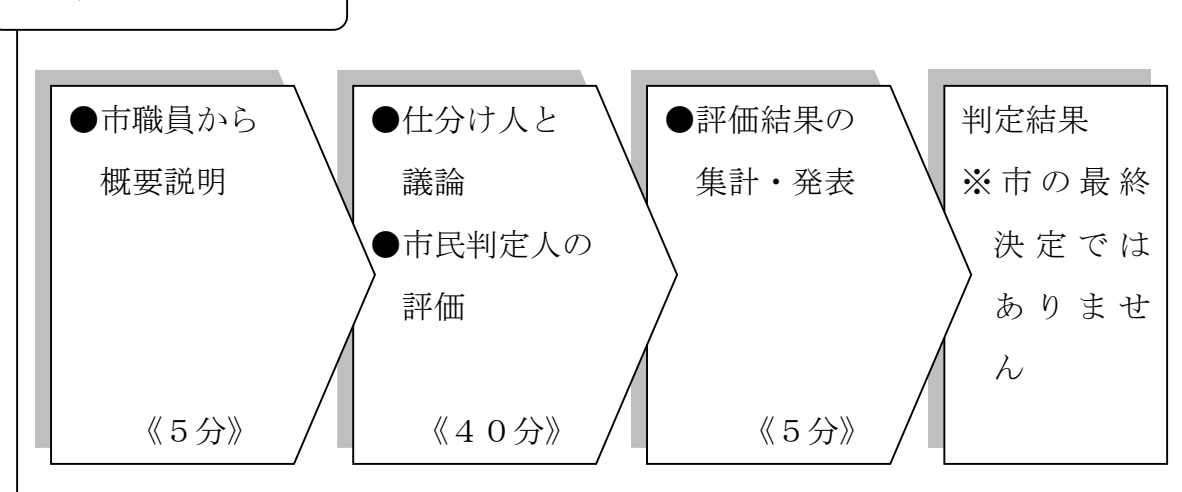 ●市職員から
概要説明
《5分》
●仕分け人と
議論
●市民判定人の
評価
《40分》
●評価結果の
集計・発表
《5分》
判定結果
※市の最終
決定では
ありませ
ん